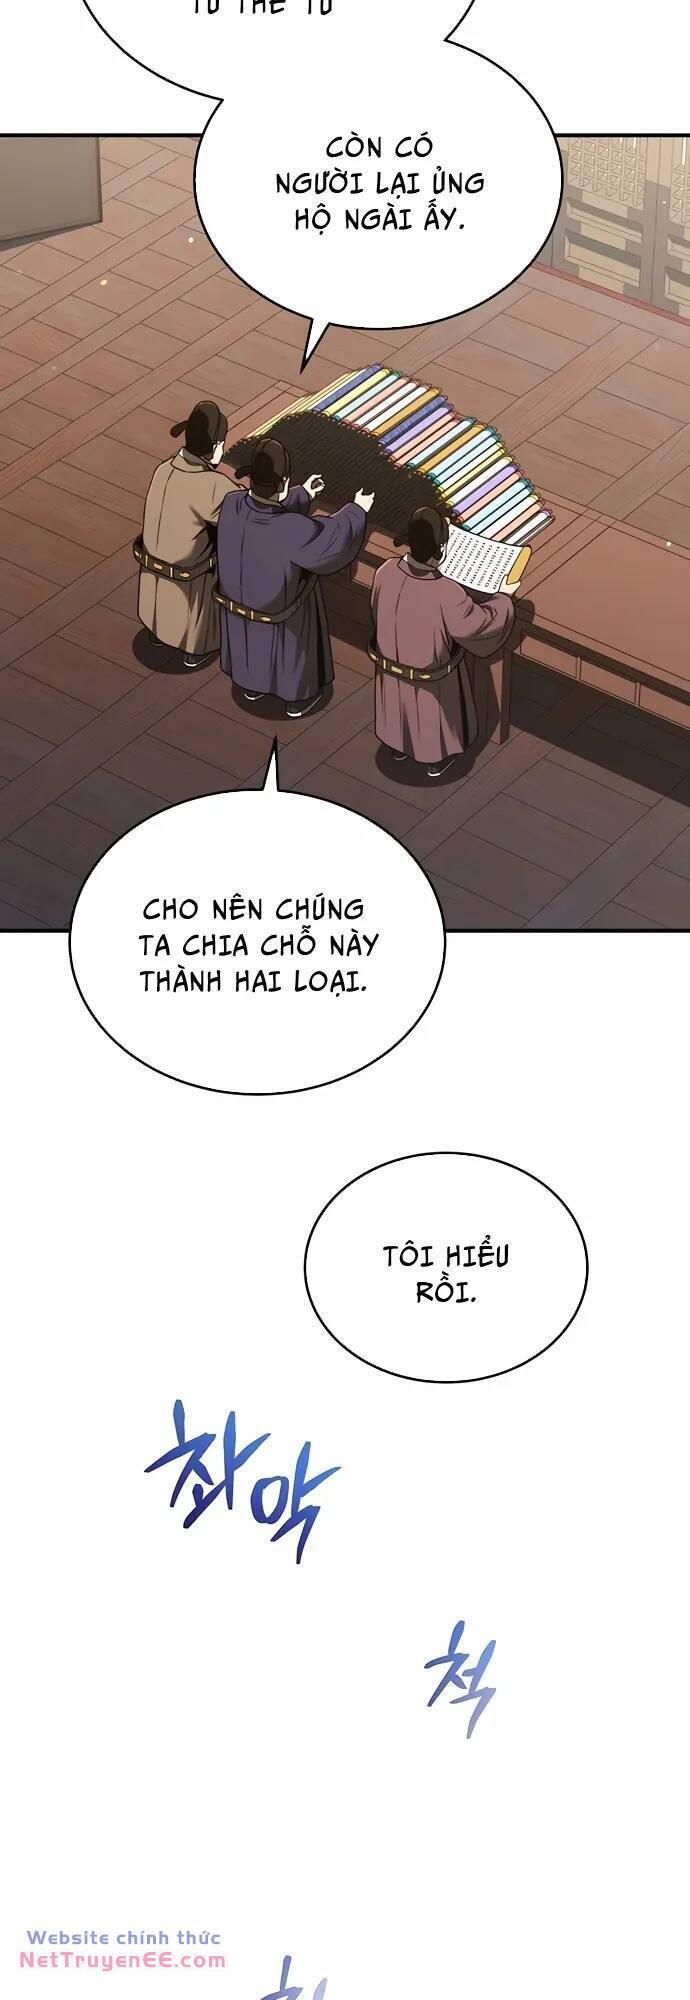 CÒN CÓ
NGƯỜI LẠI ỦNG
HỘ NGÀI ẤY.
CHO NÊN CHÚNG
TA CHIA CHỖ NÀY
THÀNH HAI LOẠI.
TÔI HIỂU
RỒI.
촤악
척
Website chính thức
NetTruyenEE.com